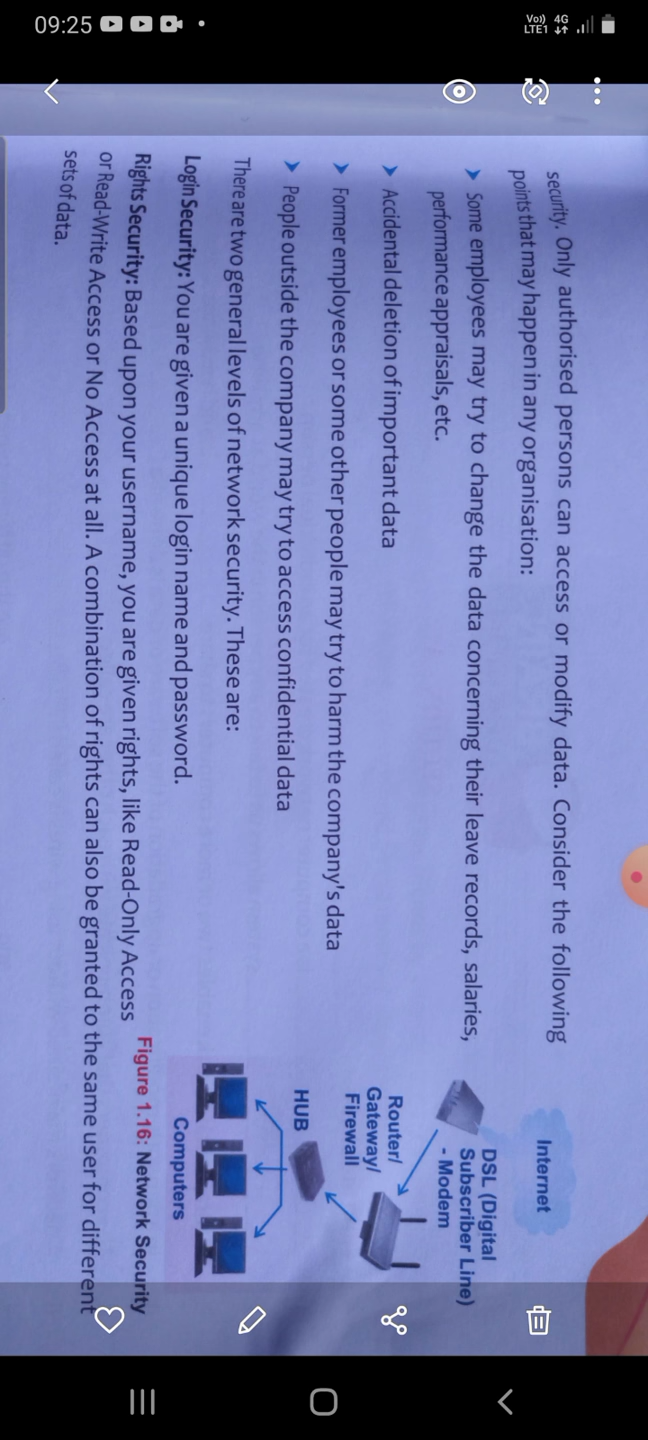 09:25
Vo)) 4G
LTE1
security. Only authorised persons can access or modify data. Consider the following
points that may happen in any organisation:
Some employees may try to change the data concerning their leave records, salaries,
performance appraisals, etc.
Accidental deletion of important data
Former employees or some other people may try to harm the company's data
People outside the company may try to access confidential data
There are two general levels of network security. These are:
Login Security: You are given a unique login name and password.
Rights Security: Based upon your username, you are given rights, like Read-Only Access
or Read-Write Access or No Access at all. A combination of rights can also be granted to the same user for different
sets of data.
Internet
DSL (Digital
Subscriber Line)
- Modem
Router/
Gateway/
Firewall
HUB
Computers
Figure 1.16: Network Security